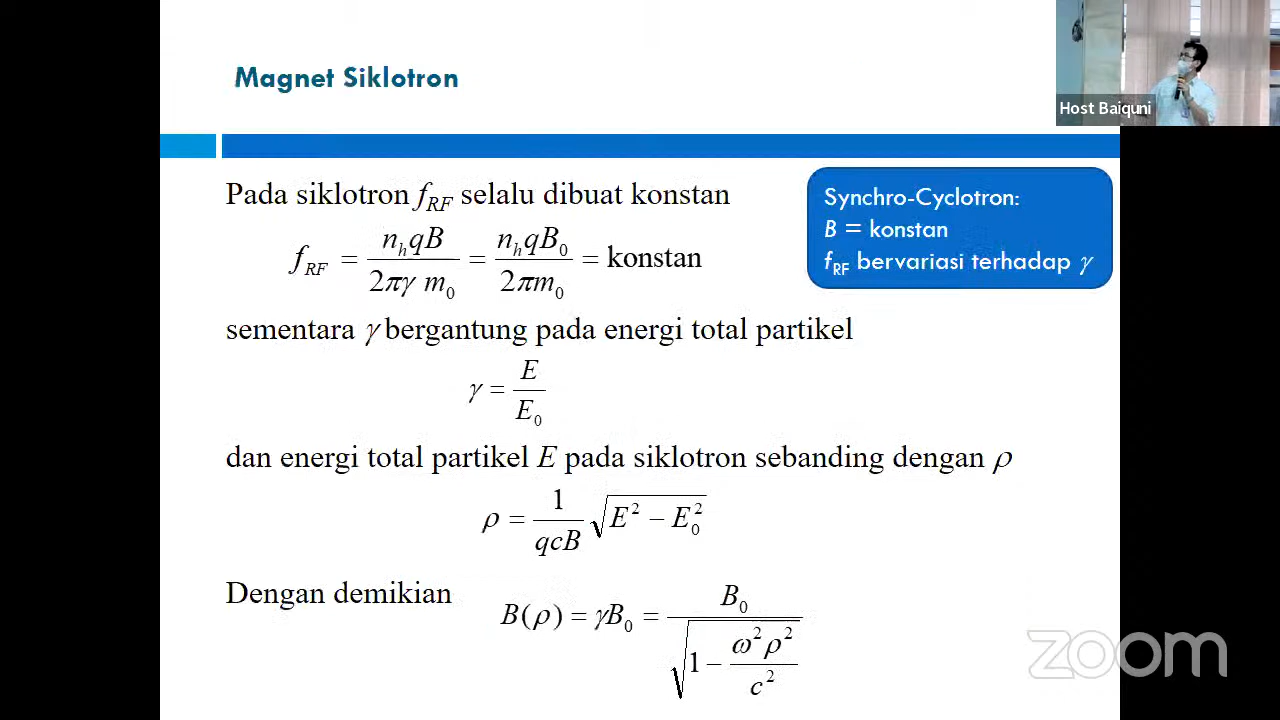 Magnet Siklotron
Host Baiquni
Pada siklotron f_RF selalu dibuat konstan
Synchro-Cyclotron:
B = konstan
f_RF bervariasi terhadap γ
f_RF = n_h qB / 2πγ m_0 = n_h qB_0 / 2πm_0 = konstan
sementara γ bergantung pada energi total partikel
γ = E / E_0
dan energi total partikel E pada siklotron sebanding dengan ρ
ρ = 1 / qcB √(E² − E_0²)
Dengan demikian
B(ρ) = γB_0 = B_0 / √(1 − ω²ρ² / c²)
zoom